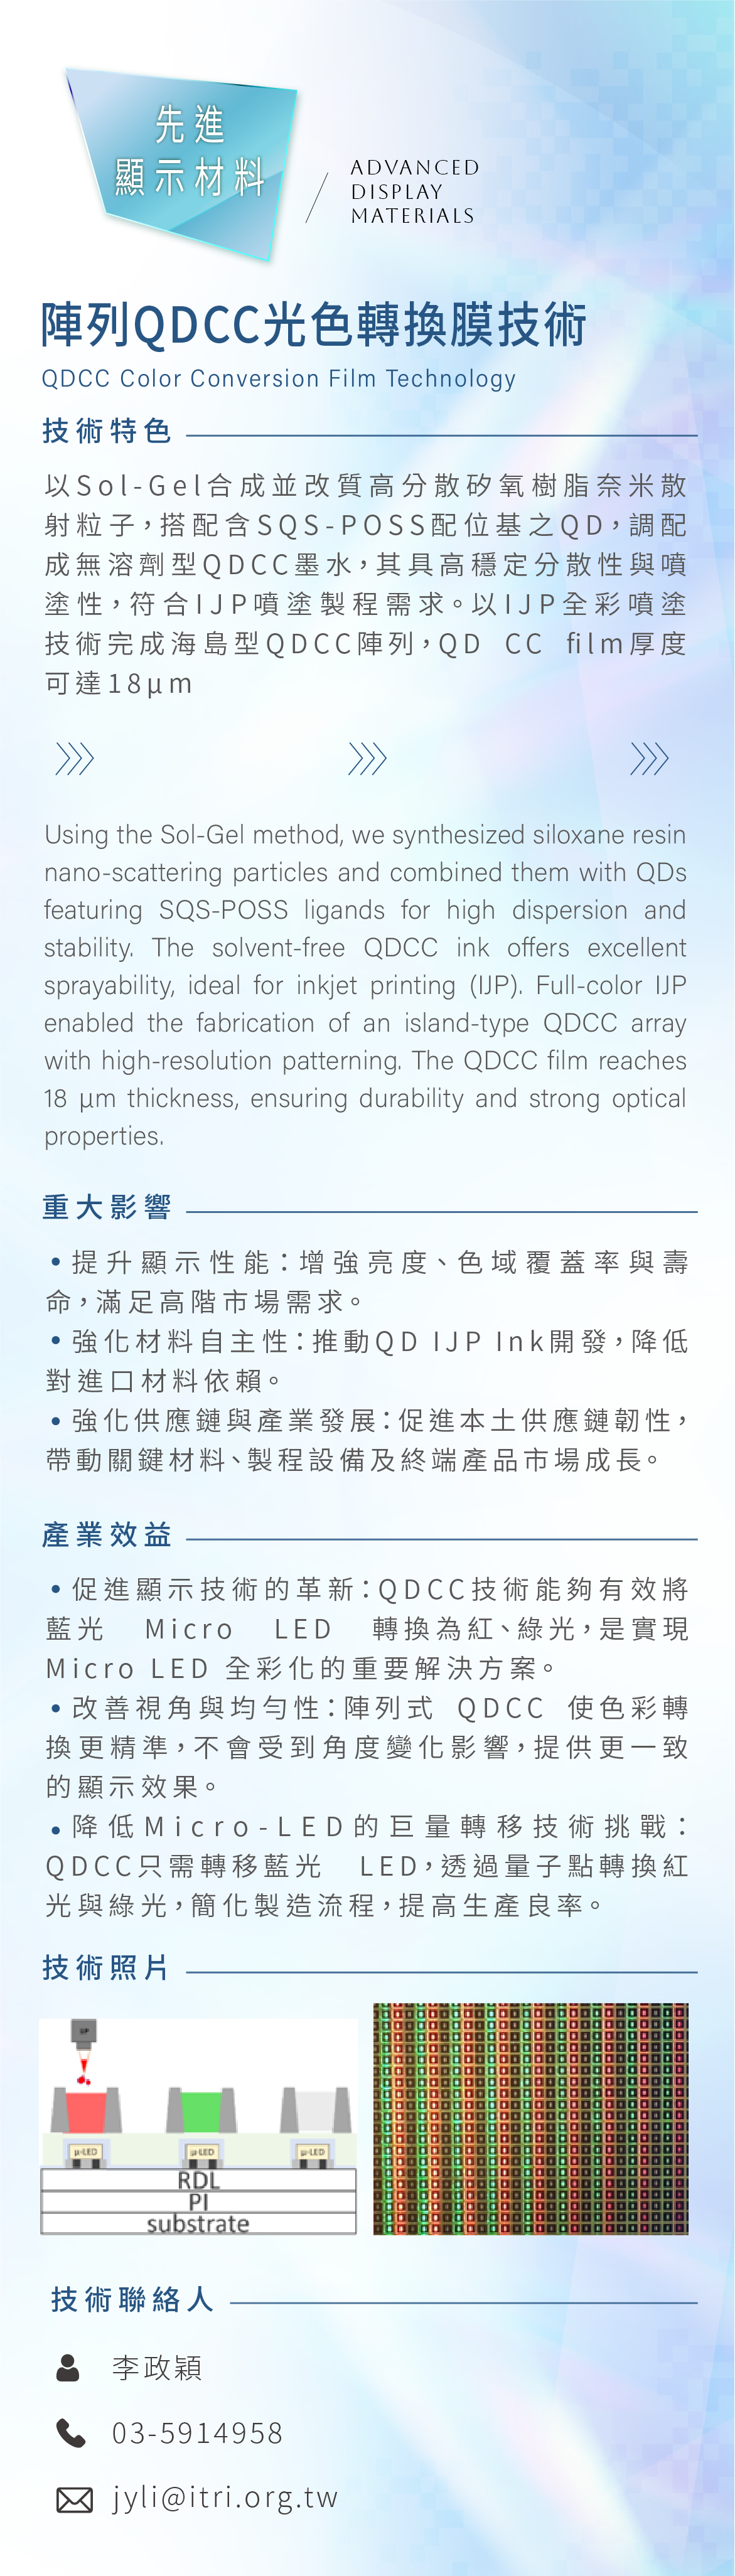 先進
顯示材料
ADVANCED
DISPLAY
MATERIALS
陣列QDCC光色轉換膜技術
QDCC Color Conversion Film Technology
技術特色
以Sol-Gel合成並改質高分散矽氧樹脂奈米散
射粒子，搭配含SQS-POSS配位基之QD，調配
成無溶劑型QDCC墨水，其具高穩定分散性與噴
塗性，符合IJP噴塗製程需求。以IJP全彩噴塗
技術完成海島型QDCC陣列，QD CC film厚度
可達18μm
Using the Sol-Gel method, we synthesized siloxane resin
nano-scattering particles and combined them with QDs
featuring SQS-POSS ligands for high dispersion and
stability. The solvent-free QDCC ink offers excellent
sprayability, ideal for inkjet printing (IJP). Full-color IJP
enabled the fabrication of an island-type QDCC array
with high-resolution patterning. The QDCC film reaches
18 μm thickness, ensuring durability and strong optical
properties.
重大影響
•提升顯示性能：增強亮度、色域覆蓋率與壽
命，滿足高階市場需求。
•強化材料自主性：推動QD IJP Ink開發，降低
對進口材料依賴。
•強化供應鏈與產業發展：促進本土供應鏈韌性，
帶動關鍵材料、製程設備及終端產品市場成長。
產業效益
•促進顯示技術的革新：QDCC技術能夠有效將
藍光 Micro LED 轉換為紅、綠光，是實現
Micro LED 全彩化的重要解決方案。
•改善視角與均勻性：陣列式 QDCC 使色彩轉
換更精準，不會受到角度變化影響，提供更一致
的顯示效果。
•降低Micro-LED的巨量轉移技術挑戰：
QDCC只需轉移藍光 LED，透過量子點轉換紅
光與綠光，簡化製造流程，提高生產良率。
技術照片
IJP
μ-LED μ-LED μ-LED
RDL
PI
substrate
技術聯絡人
李政穎
03-5914958
jyli@itri.org.tw